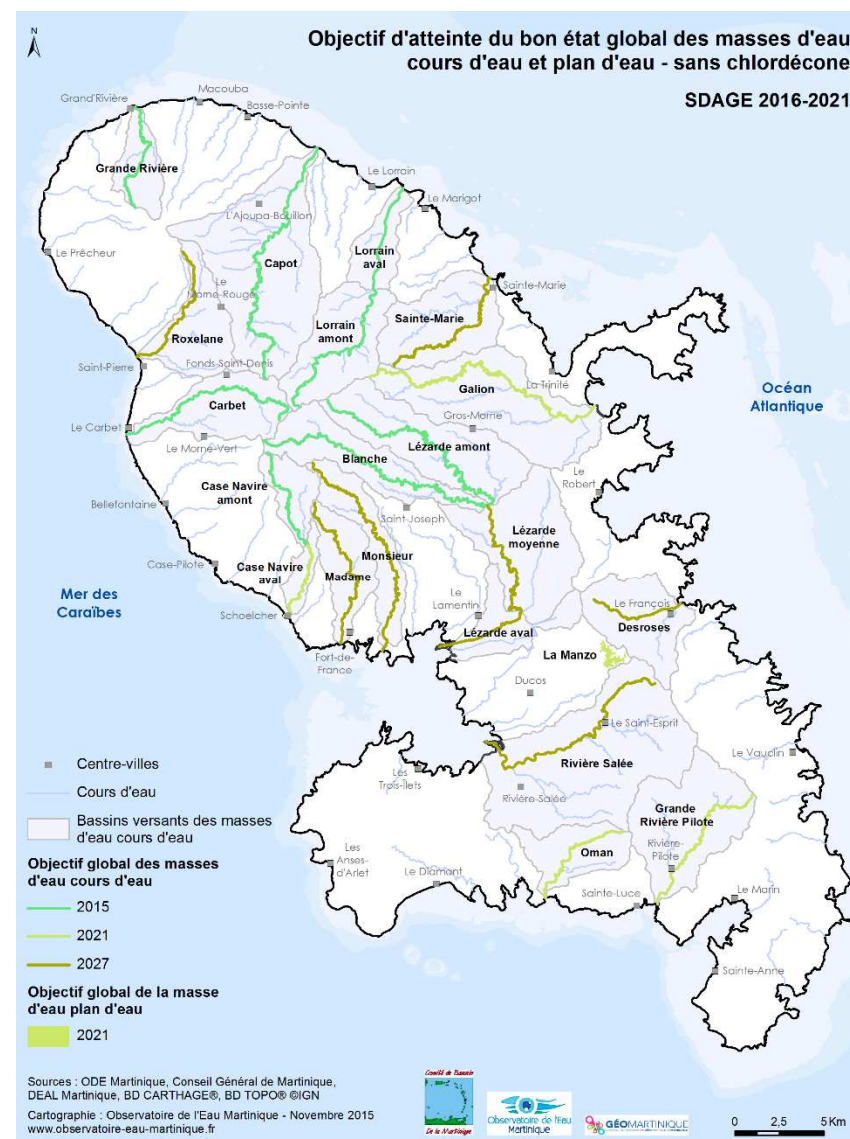 Objectif d'atteinte du bon état global des masses d'eau
cours d'eau et plan d'eau - sans chlordécone
SDAGE 2016-2021
N
Macouba
Grand'Rivière
Basse-Pointe
Grande Rivière
Le Lorrain
Le Marigot
L'Ajoupa-Bouillon
Le Prêcheur
Capot
Lorrain
aval
Le
Morne-Rouge
Sainte-Marie
Sainte-Marie
Lorrain
amont
Roxelane
Saint-Pierre
Fonds-Saint-Denis
Galion
La Trinité
Océan
Atlantique
Carbet
Le Carbet
Gros-Morne
Le Morne-Vert
Lézarde amont
Blanche
Case Navire
amont
Le
Robert
Bellefontaine
Saint-Joseph
Lézarde
moyenne
Monsieur
Case-Pilote
Case Navire
aval
Madame
Mer des
Caraïbes
Le
Lamentin
Le François
Schoelcher
Desroses
Lézarde aval
Fort-de-
France
La Manzo
Ducos
Le Saint-Esprit
Le Vauclin
Rivière Salée
Les
Trois-Îlets
Rivière-Salée
Grande
Rivière Pilote
Rivière-
Pilote
Oman
Les
Anses-
d'Arlet
Le Diamant
Sainte-Luce
Le Marin
Sainte-Anne
Centre-villes
Cours d'eau
Bassins versants des masses
d'eau cours d'eau
Objectif global des masses
d'eau cours d'eau
2015
2021
2027
Objectif global de la masse
d'eau plan d'eau
2021
Sources : ODE Martinique, Conseil Général de Martinique,
DEAL Martinique, BD CARTHAGE®, BD TOPO® ©IGN
Cartographie : Observatoire de l'Eau Martinique - Novembre 2015
www.observatoire-eau-martinique.fr
Comité de Bassin
De la Martinique
Observatoire de l'Eau
Martinique
GÉOMARTINIQUE
0 2,5 5 Km